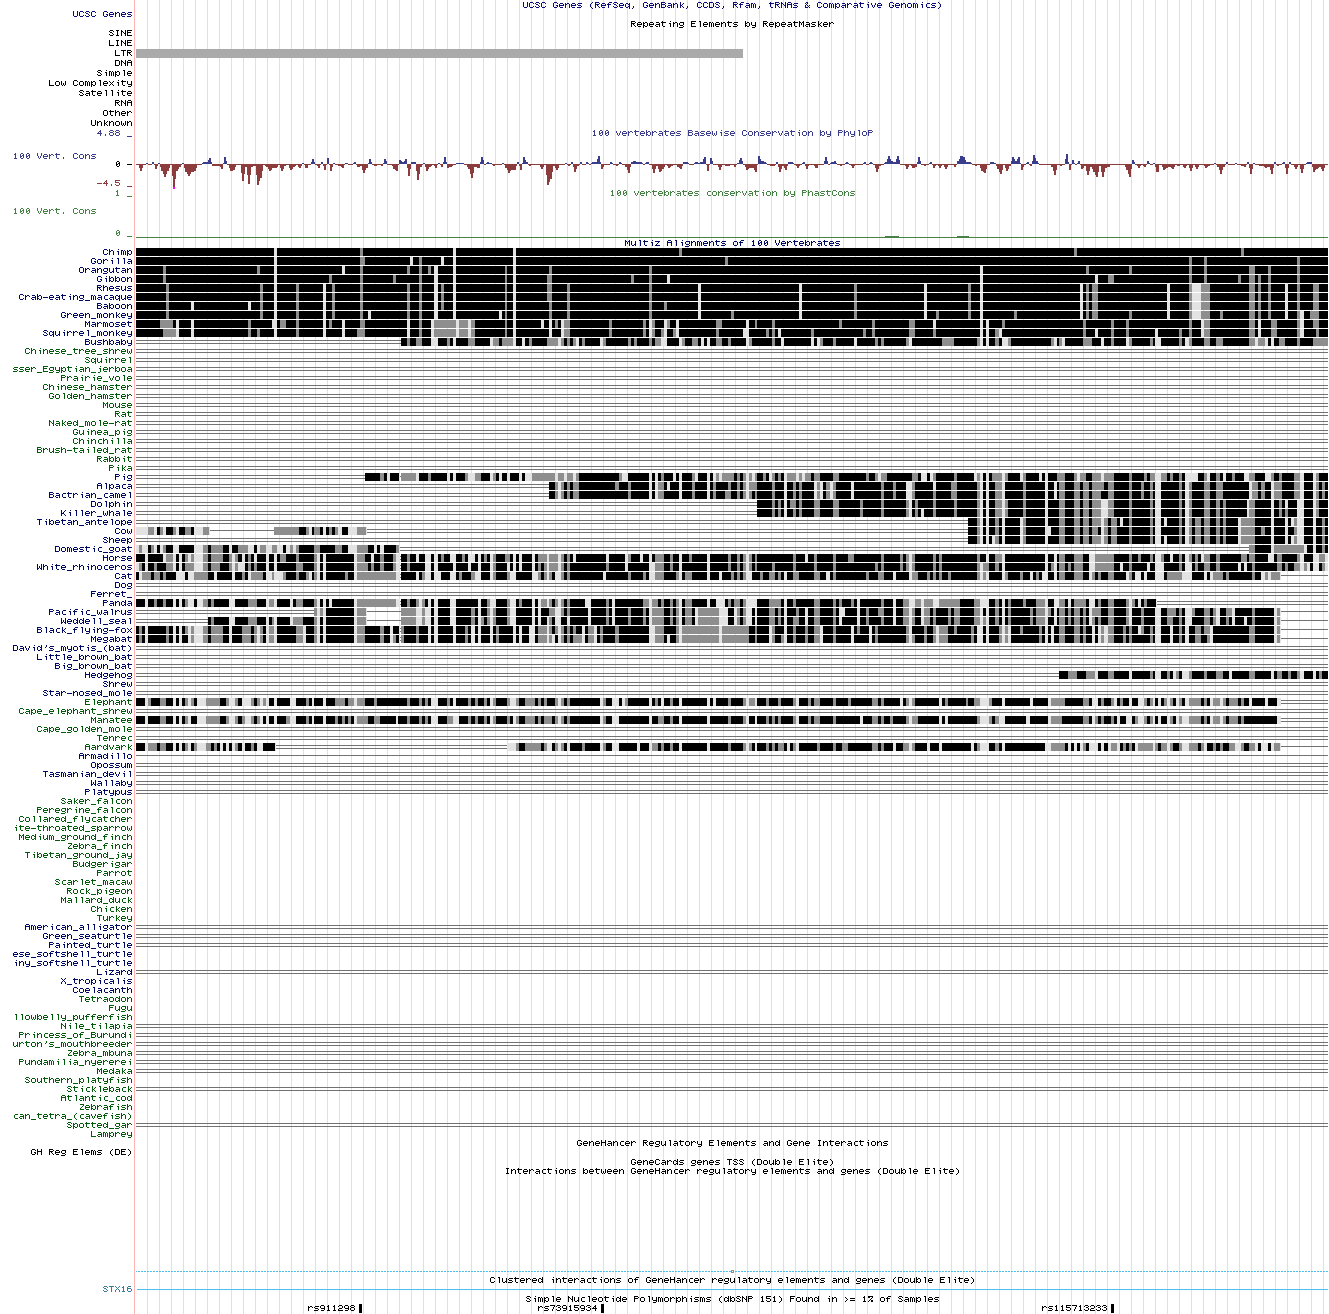 UCSC Genes (RefSeq, GenBank, CCDS, Rfam, tRNAs & Comparative Genomics)
UCSC Genes
Repeating Elements by RepeatMasker
SINE
LINE
LTR
DNA
Simple
Low Complexity
Satellite
RNA
Other
Unknown
4.88 _
100 vertebrates Basewise Conservation by PhyloP
100 Vert. Cons
0 _
-4.5 _
1 _
100 vertebrates conservation by PhastCons
100 Vert. Cons
0 _
Multiz Alignments of 100 Vertebrates
Chimp
Gorilla
Orangutan
Gibbon
Rhesus
Crab-eating_macaque
Baboon
Green_monkey
Marmoset
Squirrel_monkey
Bushbaby
Chinese_tree_shrew
Squirrel
sser_Egyptian_jerboa
Prairie_vole
Chinese_hamster
Golden_hamster
Mouse
Rat
Naked_mole-rat
Guinea_pig
Chinchilla
Brush-tailed_rat
Rabbit
Pika
Pig
Alpaca
Bactrian_camel
Dolphin
Killer_whale
Tibetan_antelope
Cow
Sheep
Domestic_goat
Horse
White_rhinoceros
Cat
Dog
Ferret_
Panda
Pacific_walrus
Weddell_seal
Black_flying-fox
Megabat
David's_myotis_(bat)
Little_brown_bat
Big_brown_bat
Hedgehog
Shrew
Star-nosed_mole
Elephant
Cape_elephant_shrew
Manatee
Cape_golden_mole
Tenrec
Aardvark
Armadillo
Opossum
Tasmanian_devil
Wallaby
Platypus
Saker_falcon
Peregrine_falcon
Collared_flycatcher
ite-throated_sparrow
Medium_ground_finch
Zebra_finch
Tibetan_ground_jay
Budgerigar
Parrot
Scarlet_macaw
Rock_pigeon
Mallard_duck
Chicken
Turkey
American_alligator
Green_seaturtle
Painted_turtle
ese_softshell_turtle
iny_softshell_turtle
Lizard
X_tropicalis
Coelacanth
Tetraodon
Fugu
llowbelly_pufferfish
Nile_tilapia
Princess_of_Burundi
urton's_mouthbreeder
Zebra_mbuna
Pundamilia_nyererei
Medaka
Southern_platyfish
Stickleback
Atlantic_cod
Zebrafish
can_tetra_(cavefish)
Spotted_gar
Lamprey
GeneHancer Regulatory Elements and Gene Interactions
GH Reg Elems (DE)
GeneCards genes TSS (Double Elite)
Interactions between GeneHancer regulatory elements and genes (Double Elite)
Clustered interactions of GeneHancer regulatory elements and genes (Double Elite)
STX16
Simple Nucleotide Polymorphisms (dbSNP 151) Found in >= 1% of Samples
rs911298 rs73915934 rs115713233